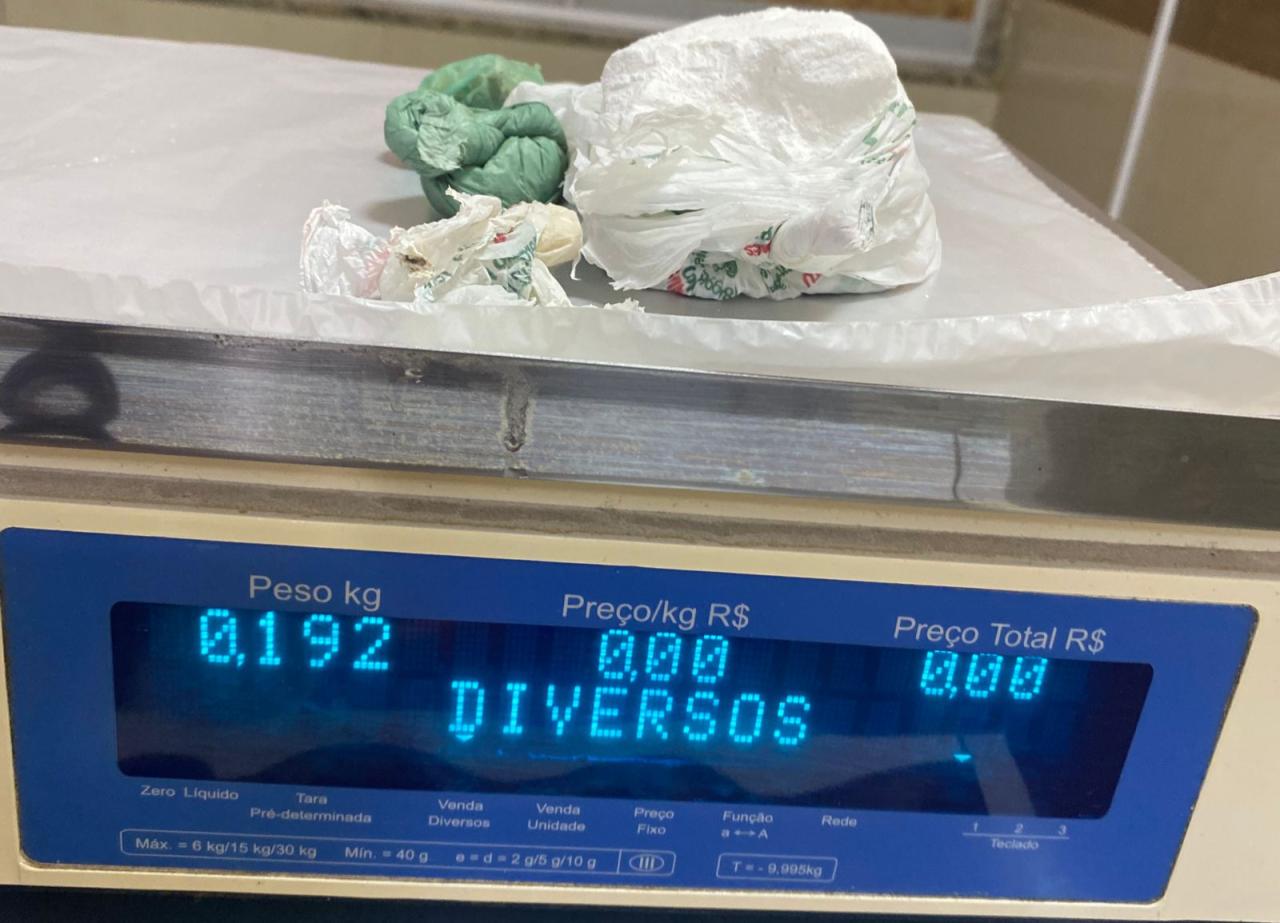 Peso kg
Preço/kg R$
Preço Total R$
0,192
0,00
0,00
DIVERSOS
Zero Líquido
Tara
Pré-determinada
Venda
Diversos
Venda
Unidade
Preço
Fixo
Função
a ↔ A
Rede
1 2 3
Teclado
Máx. = 6 kg/15 kg/30 kg Mín. = 40 g e = d = 2 g/5 g/10 g III
T = - 9,995kg